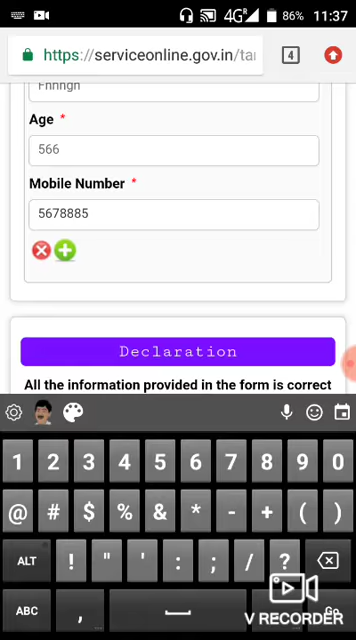 4G R 86% 11:37
https://serviceonline.gov.in/ta 4
Fnhngh
Age *
566
Mobile Number *
5678885
Declaration
All the information provided in the form is correct
1 2 3 4 5 6 7 8 9 0
@ # $ % & * - + ( )
ALT ! " ' : ; / ?
ABC , Go
V RECORDER